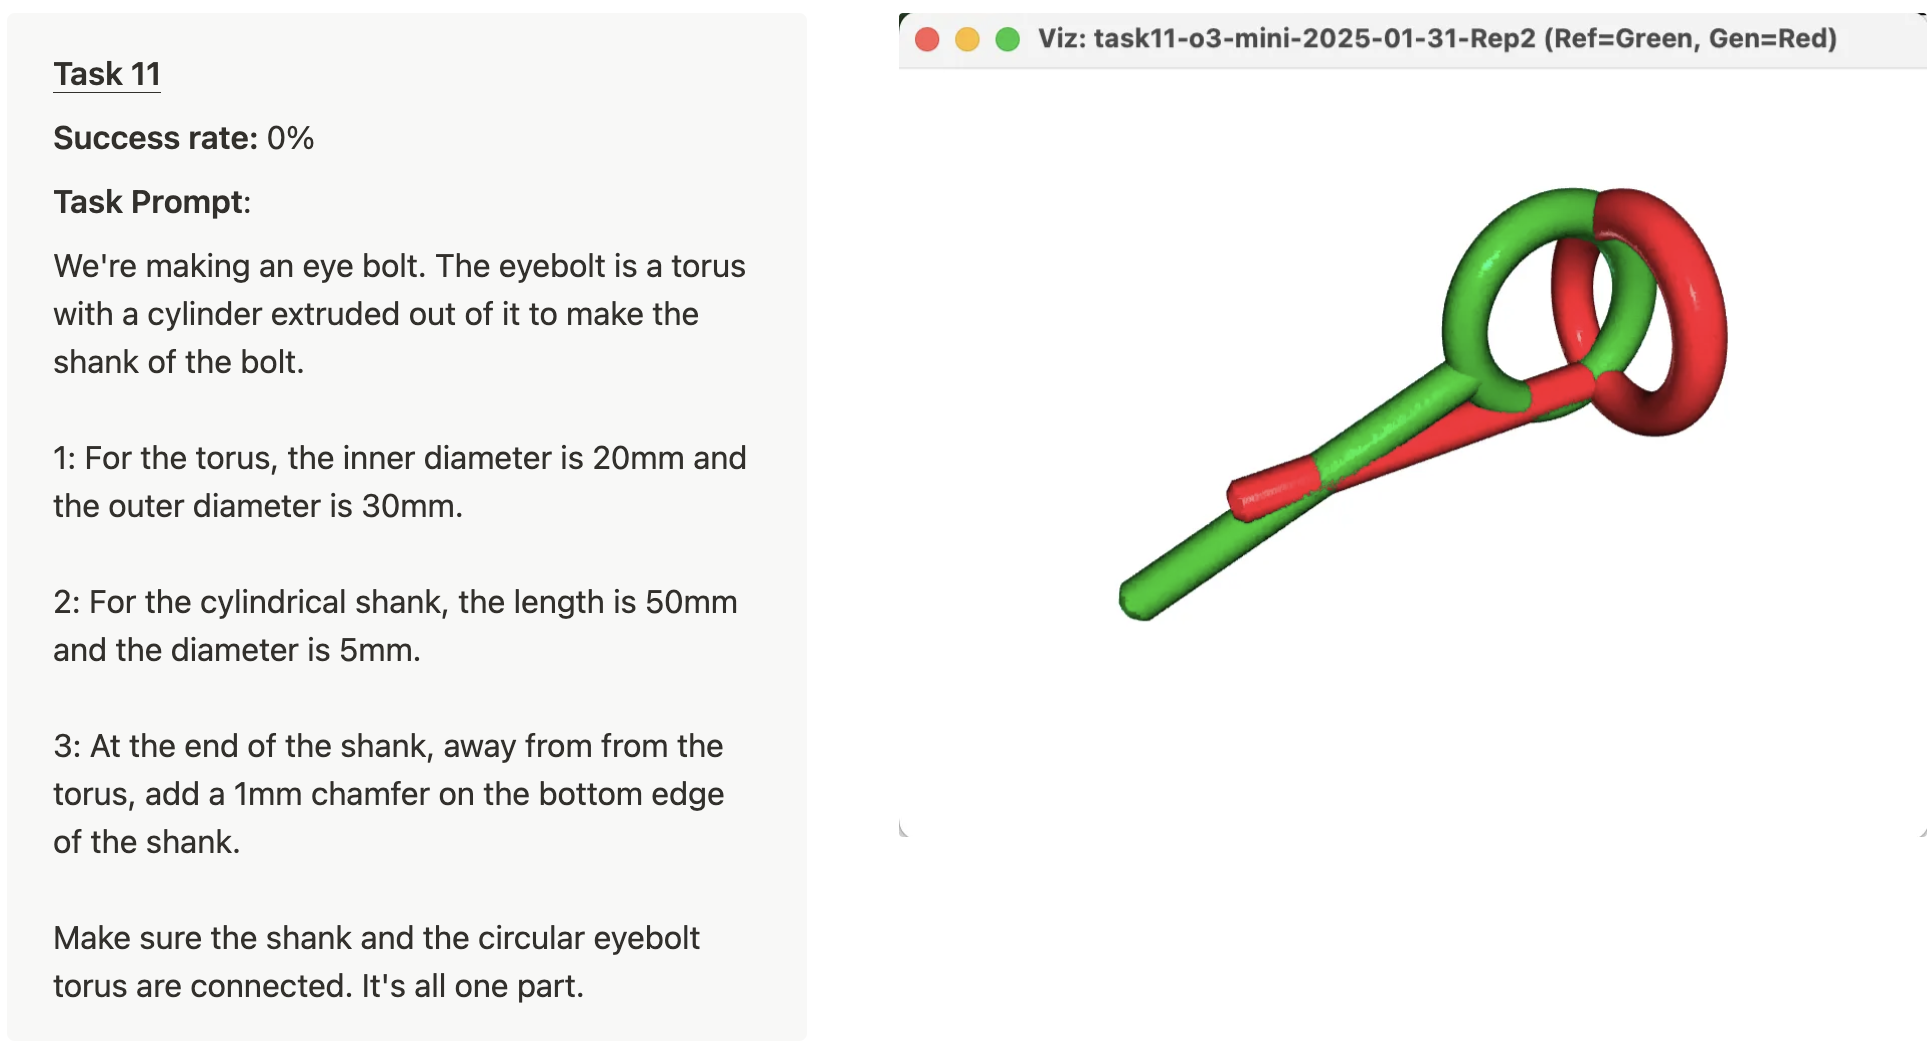 Task 11
Success rate: 0%
Task Prompt:
We're making an eye bolt. The eyebolt is a torus
with a cylinder extruded out of it to make the
shank of the bolt.
1: For the torus, the inner diameter is 20mm and
the outer diameter is 30mm.
2: For the cylindrical shank, the length is 50mm
and the diameter is 5mm.
3: At the end of the shank, away from from the
torus, add a 1mm chamfer on the bottom edge
of the shank.
Make sure the shank and the circular eyebolt
torus are connected. It's all one part.
Viz: task11-o3-mini-2025-01-31-Rep2 (Ref=Green, Gen=Red)